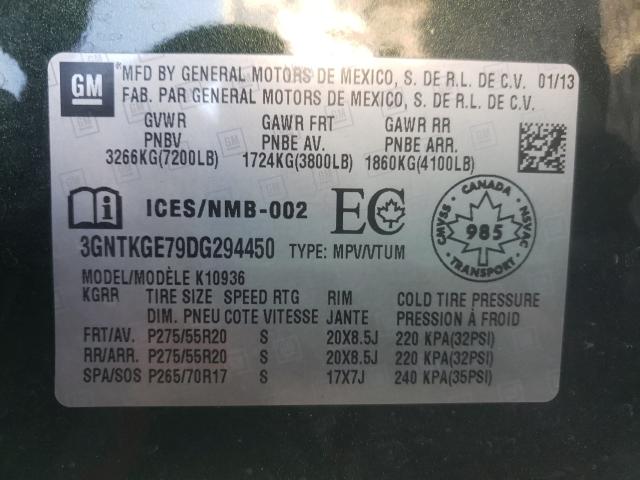 GM
MFD BY GENERAL MOTORS DE MEXICO, S. DE R.L. DE C.V. 01/13
FAB. PAR GENERAL MOTORS DE MEXICO, S. DE R.L. DE C.V.
GVWR GAWR FRT GAWR RR
PNBV PNBE AV. PNBE ARR.
3266KG(7200LB) 1724KG(3800LB) 1860KG(4100LB)
ICES/NMB-002 EC
CANADA
CMVSS 985 NSVAC
TRANSPORT
3GNTKGE79DG294450 TYPE: MPV/VTUM
MODEL/MODÈLE K10936
KGRR TIRE SIZE SPEED RTG RIM COLD TIRE PRESSURE
DIM. PNEU COTE VITESSE JANTE PRESSION À FROID
FRT/AV. P275/55R20 S 20X8.5J 220 KPA(32PSI)
RR/ARR. P275/55R20 S 20X8.5J 220 KPA(32PSI)
SPA/SOS P265/70R17 S 17X7J 240 KPA(35PSI)